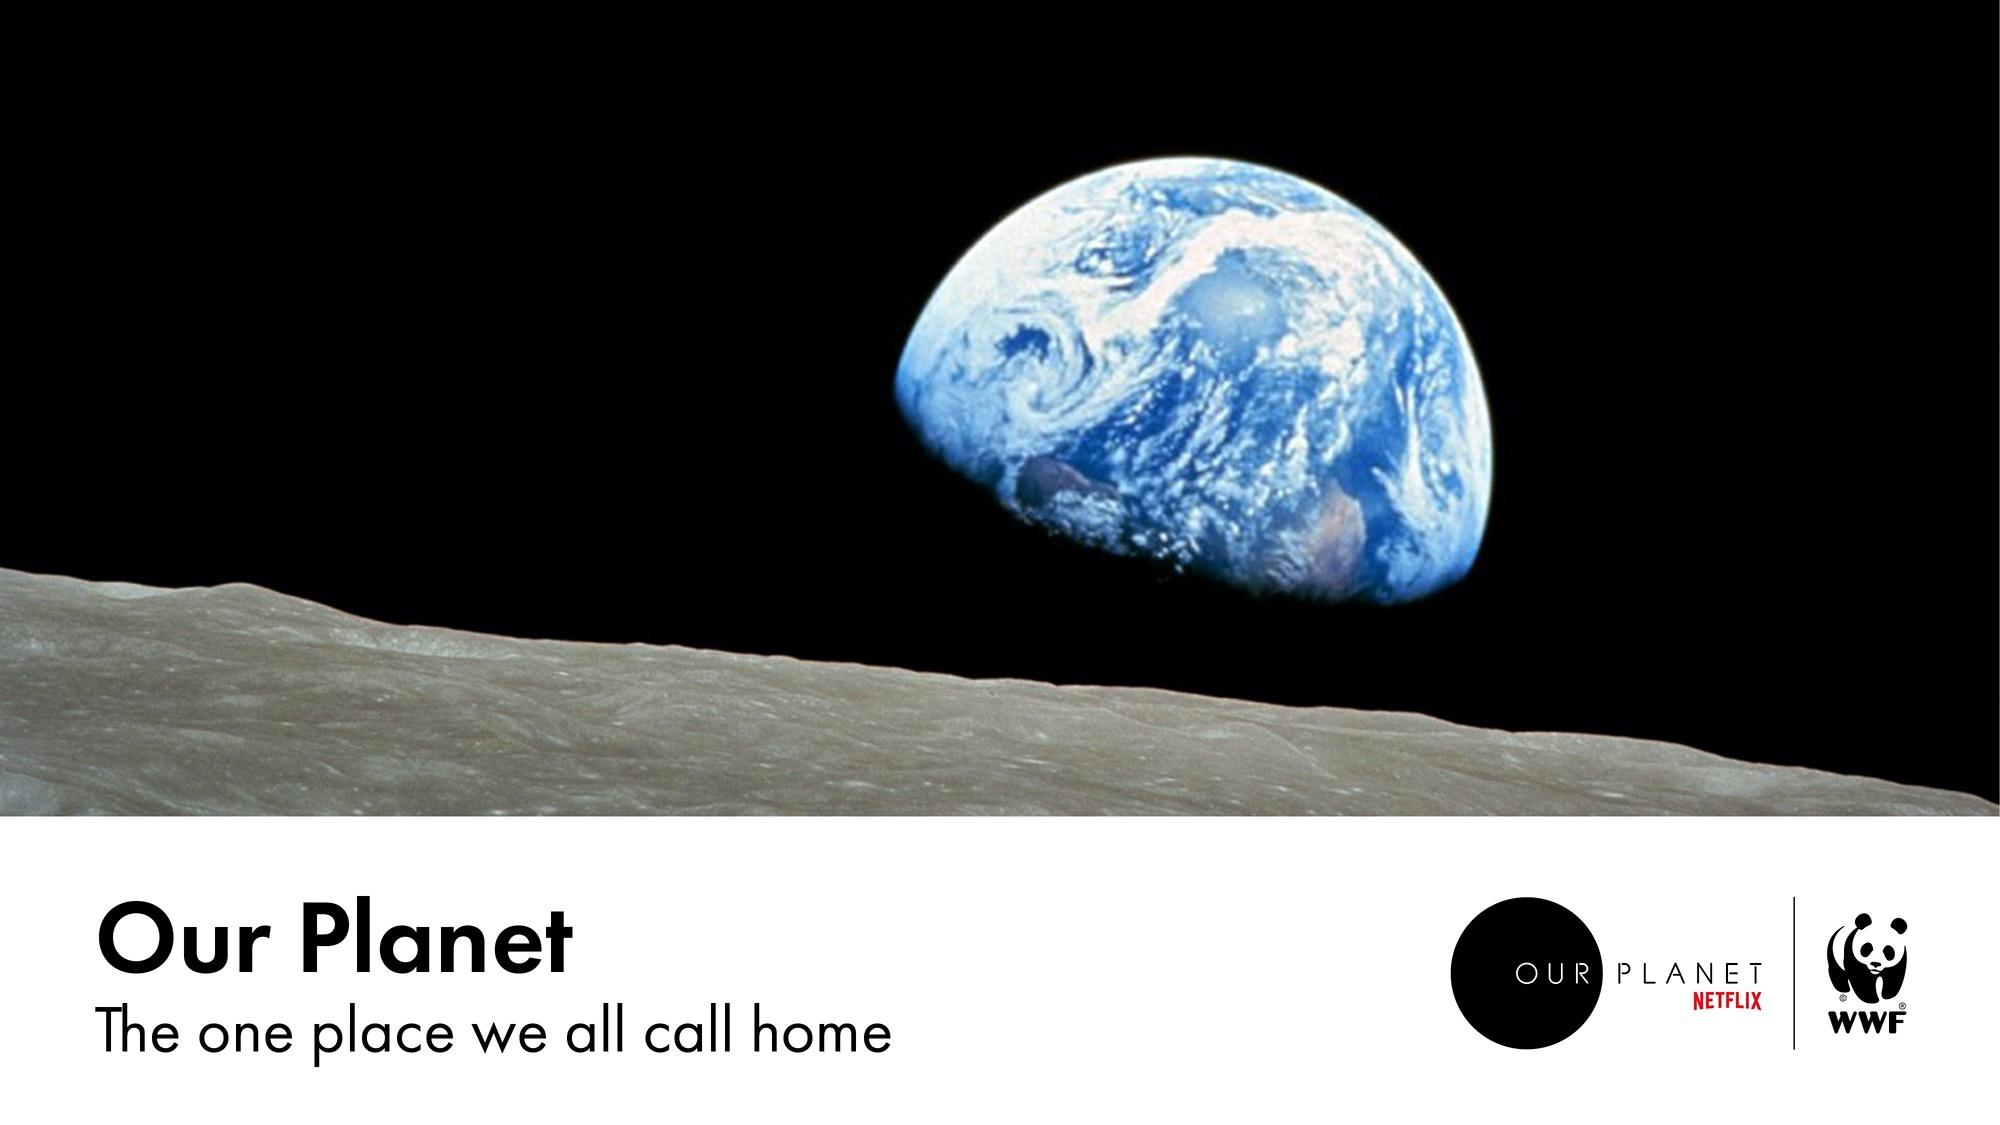 Our Planet
The one place we all call home
OUR PLANET
NETFLIX
©
®
WWF